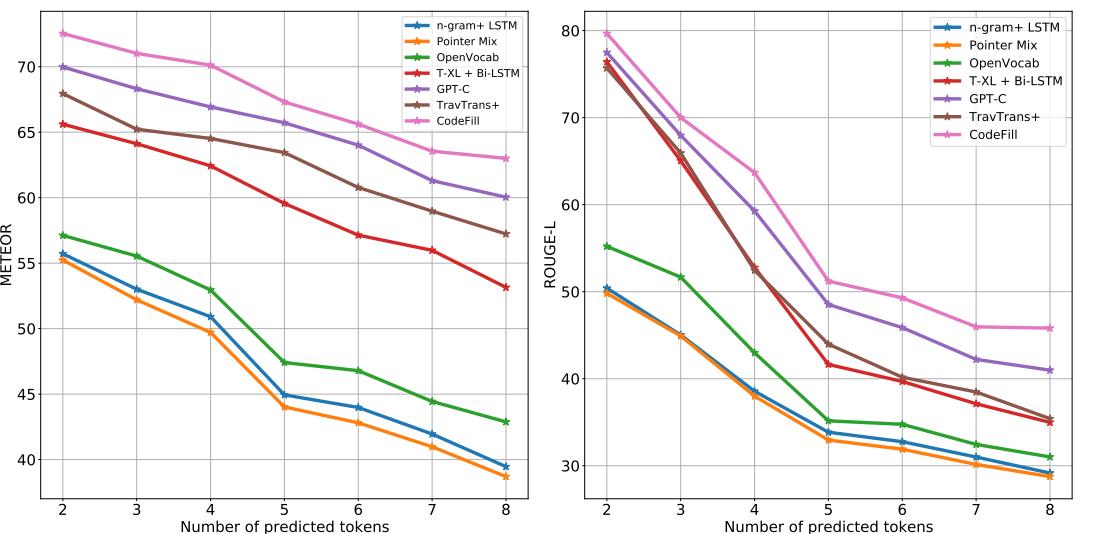 METEOR
70
65
60
55
50
45
40
2 3 4 5 6 7 8
Number of predicted tokens
n-gram+ LSTM
Pointer Mix
OpenVocab
T-XL + Bi-LSTM
GPT-C
TravTrans+
CodeFill
ROUGE-L
80
70
60
50
40
30
2 3 4 5 6 7 8
Number of predicted tokens
n-gram+ LSTM
Pointer Mix
OpenVocab
T-XL + Bi-LSTM
GPT-C
TravTrans+
CodeFill